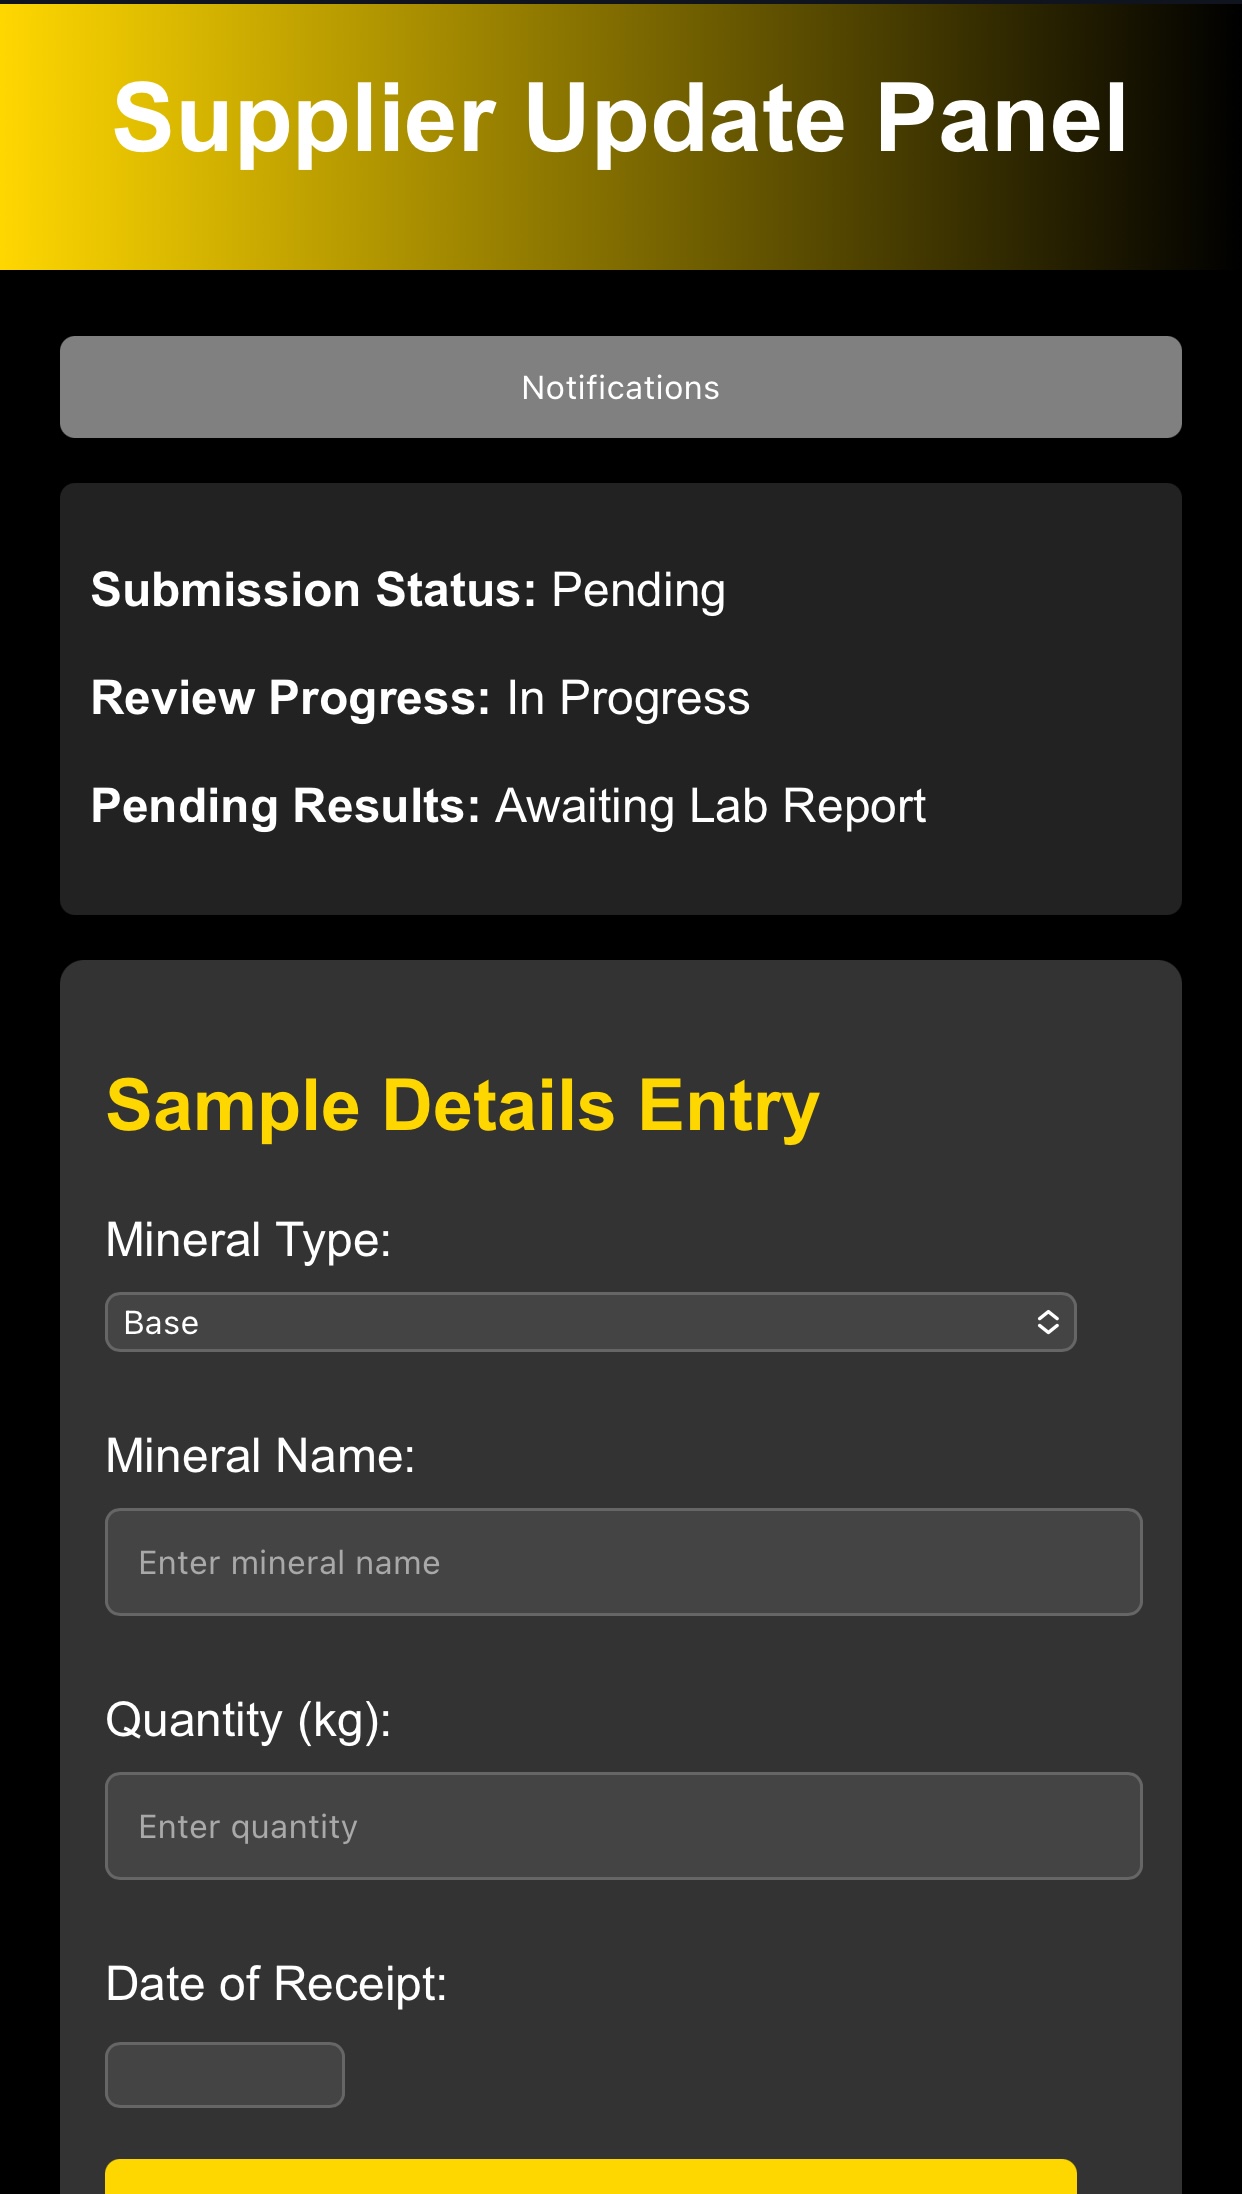 Supplier Update Panel
Notifications
Submission Status: Pending
Review Progress: In Progress
Pending Results: Awaiting Lab Report
Sample Details Entry
Mineral Type:
Base
Mineral Name:
Enter mineral name
Quantity (kg):
Enter quantity
Date of Receipt: